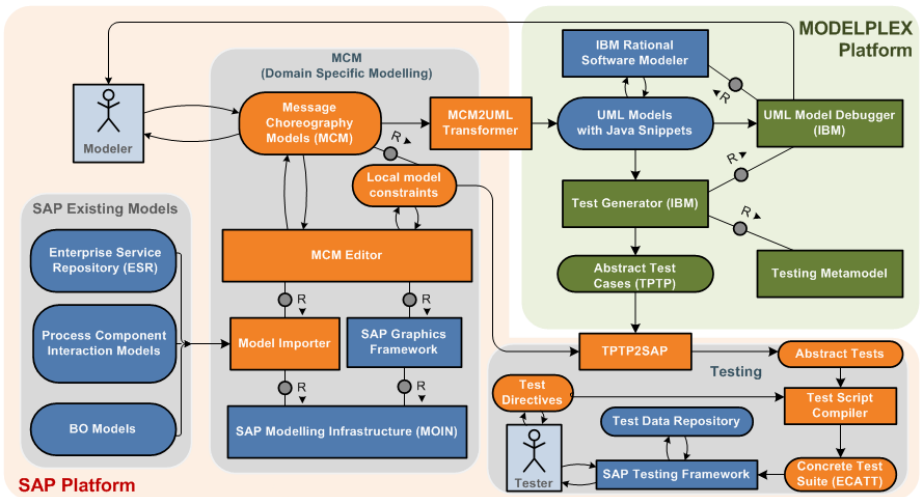 MODELPLEX
Platform
MCM
(Domain Specific Modelling)
IBM Rational
Software Modeler
R
Modeler
Message
Choreography
Models (MCM)
MCM2UML
Transformer
UML Models
with Java Snippets
UML Model Debugger
(IBM)
R
R
Local model
constraints
SAP Existing Models
Test Generator (IBM)
R
Enterprise Service
Repository (ESR)
MCM Editor
Abstract Test
Cases (TPTP)
Testing Metamodel
R
R
Process Component
Interaction Models
Model Importer
SAP Graphics
Framework
TPTP2SAP
Abstract Tests
Testing
R
R
Test
Directives
Test Script
Compiler
BO Models
SAP Modelling Infrastructure (MOIN)
Test Data Repository
Tester
SAP Testing Framework
Concrete Test
Suite (ECATT)
SAP Platform